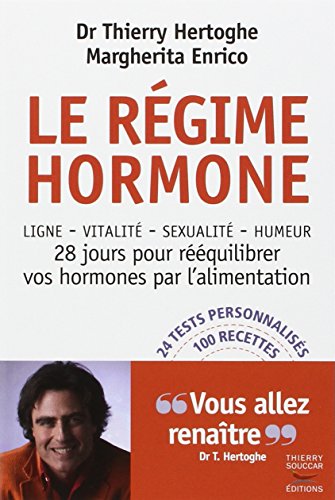 Dr Thierry Hertoghe
Margherita Enrico
LE RÉGIME
HORMONE
LIGNE - VITALITÉ - SEXUALITÉ - HUMEUR
28 jours pour rééquilibrer
vos hormones par l'alimentation
24 TESTS PERSONNALISÉS
100 RECETTES
“Vous allez
renaître”
Dr T. Hertoghe
THIERRY
SOUCCAR
ÉDITIONS